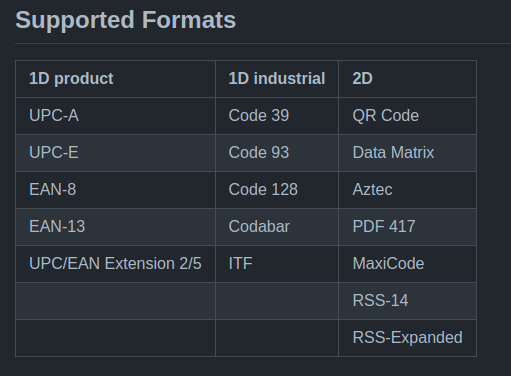 Supported Formats
1D product 1D industrial 2D
UPC-A Code 39 QR Code
UPC-E Code 93 Data Matrix
EAN-8 Code 128 Aztec
EAN-13 Codabar PDF 417
UPC/EAN Extension 2/5 ITF MaxiCode
RSS-14
RSS-Expanded